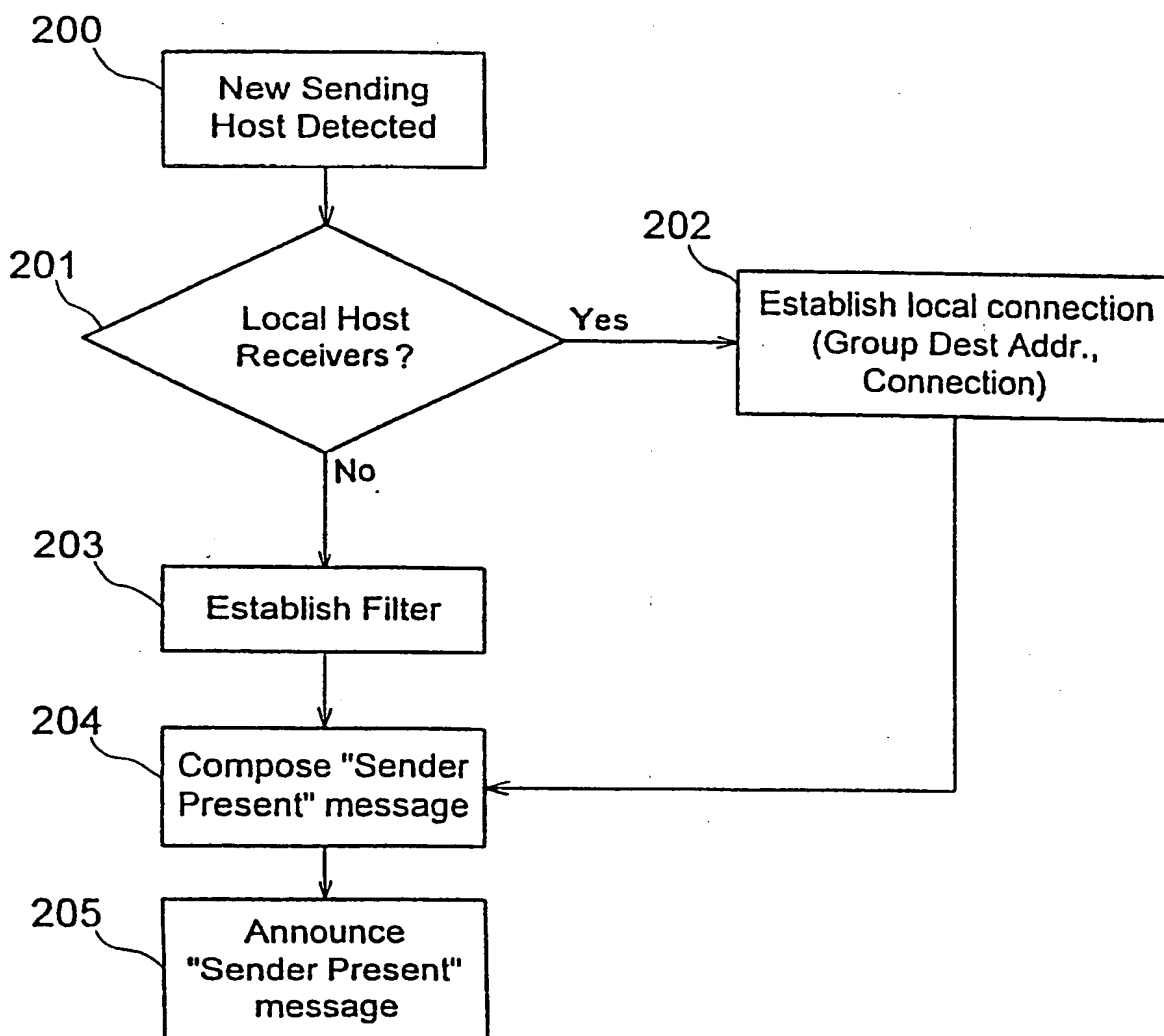 200
New Sending
Host Detected
201
Local Host
Receivers?
Yes
202
Establish local connection
(Group Dest Addr.,
Connection)
No
203
Establish Filter
204
Compose "Sender
Present" message
205
Announce
"Sender Present"
message